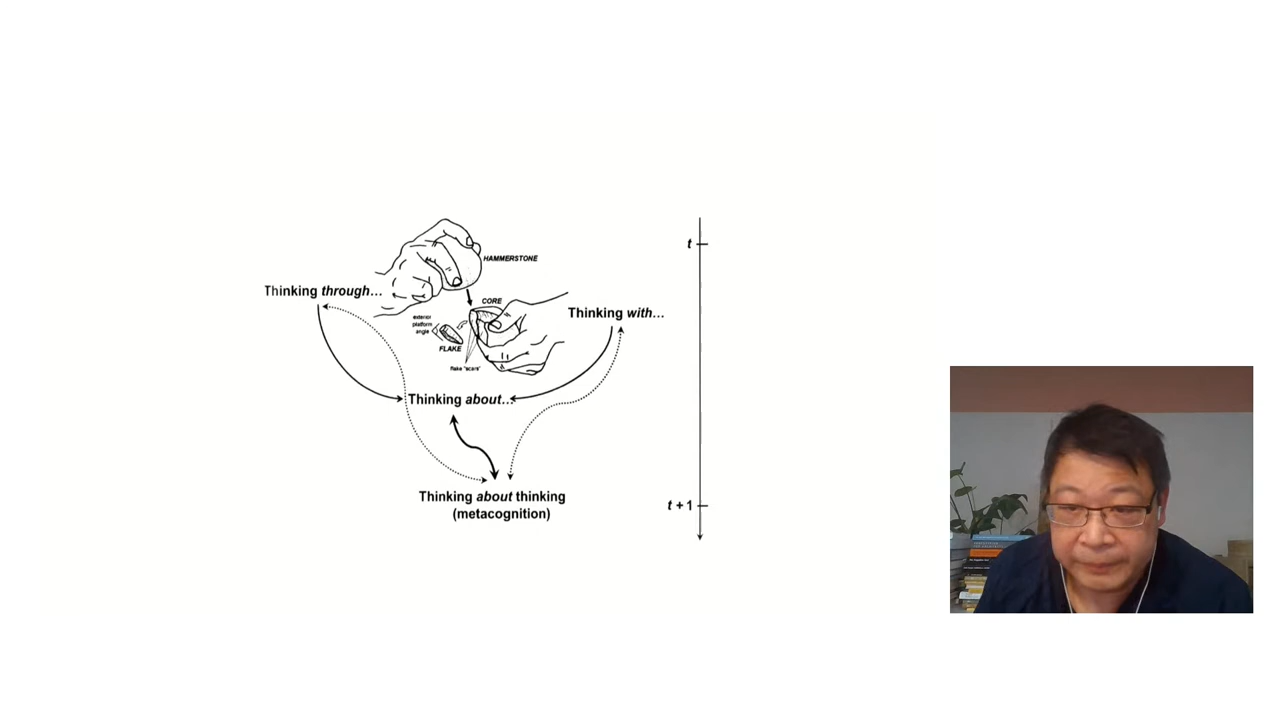 t
HAMMERSTONE
Thinking through…
CORE
Thinking with…
exterior
platform
angle
FLAKE
flake "scars"
Thinking about…
Thinking about thinking
(metacognition)
t + 1